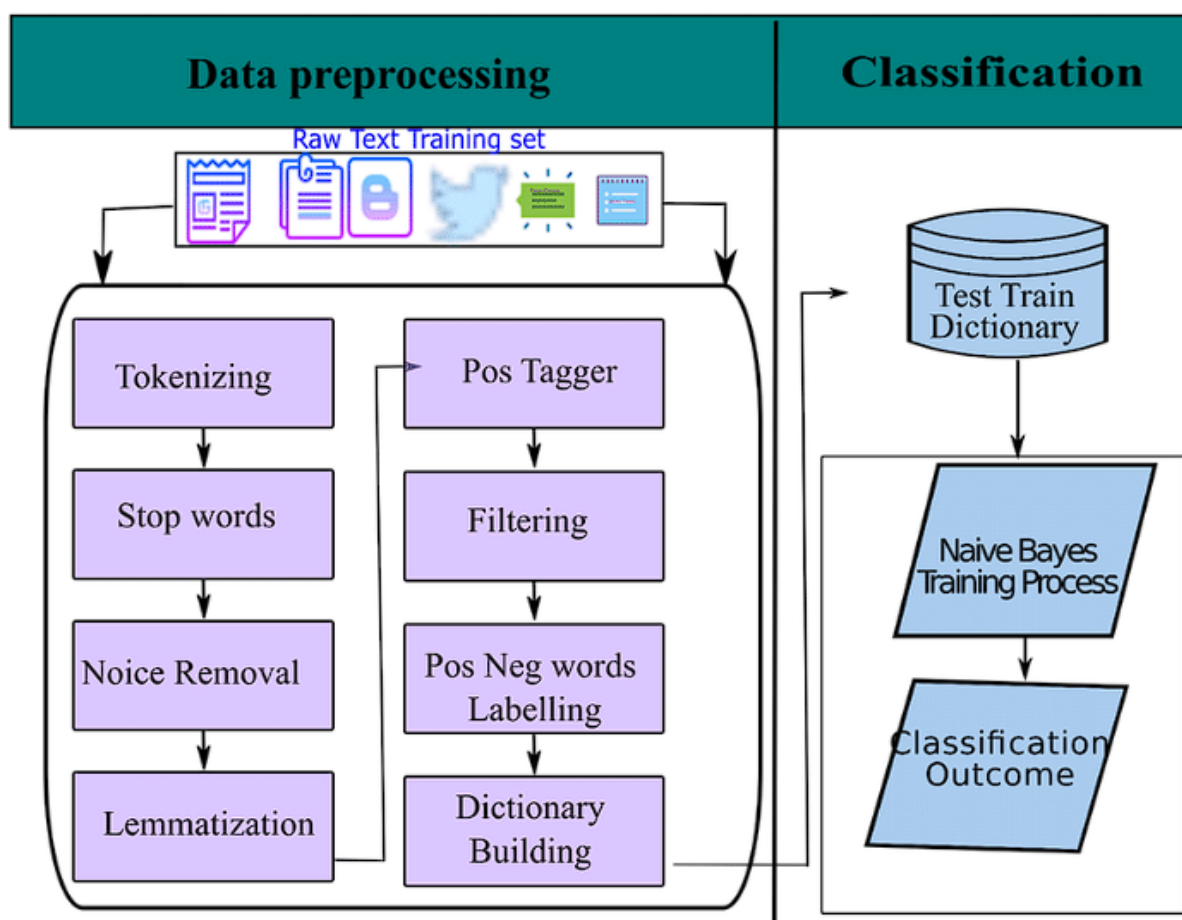 Data preprocessing
Classification
Raw Text Training set
Tokenizing
Stop words
Noice Removal
Lemmatization
Pos Tagger
Filtering
Pos Neg words
Labelling
Dictionary
Building
Test Train
Dictionary
Naive Bayes
Training Process
Classification
Outcome